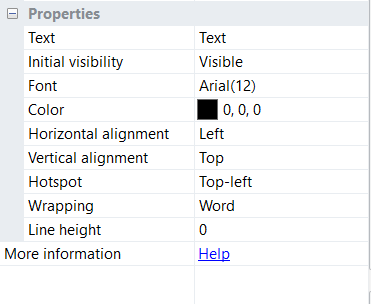 Properties
Text Text
Initial visibility Visible
Font Arial(12)
Color 0, 0, 0
Horizontal alignment Left
Vertical alignment Top
Hotspot Top-left
Wrapping Word
Line height 0
More information Help